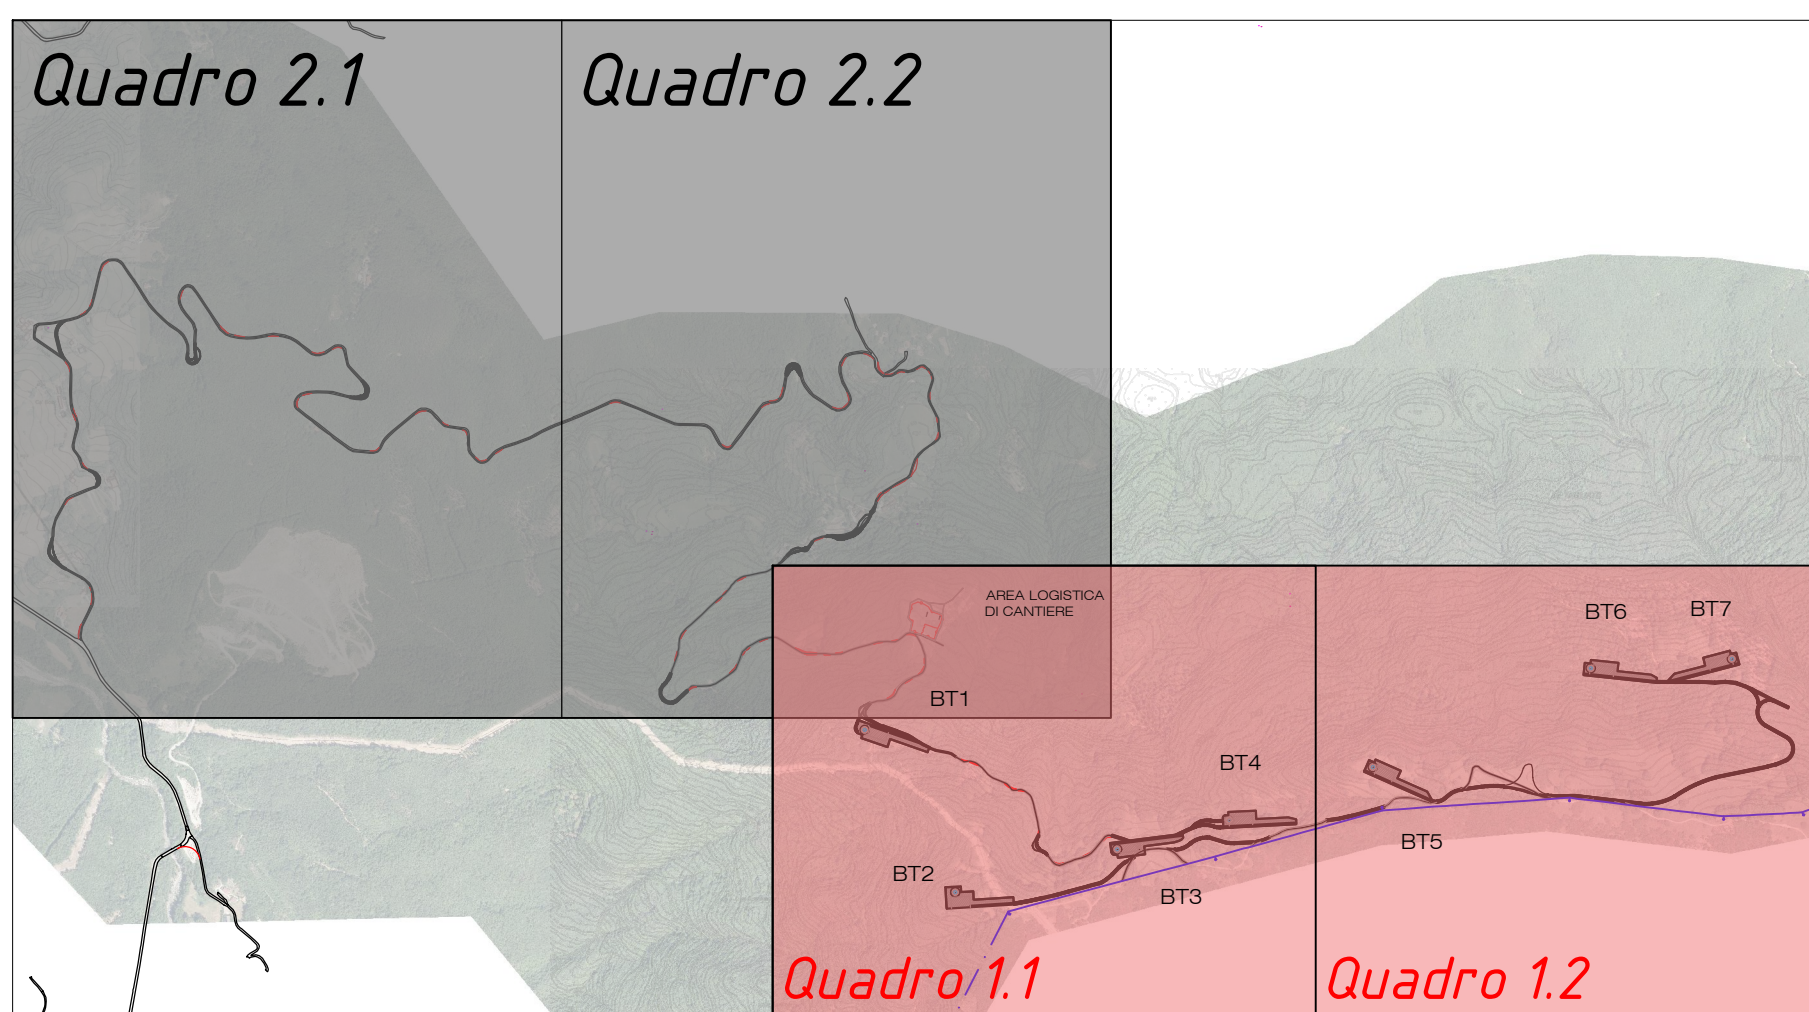 Quadro 2.1
Quadro 2.2
AREA LOGISTICA
DI CANTIERE
BT6
BT7
BT1
BT4
BT5
BT2
BT3
Quadro 1.1
Quadro 1.2